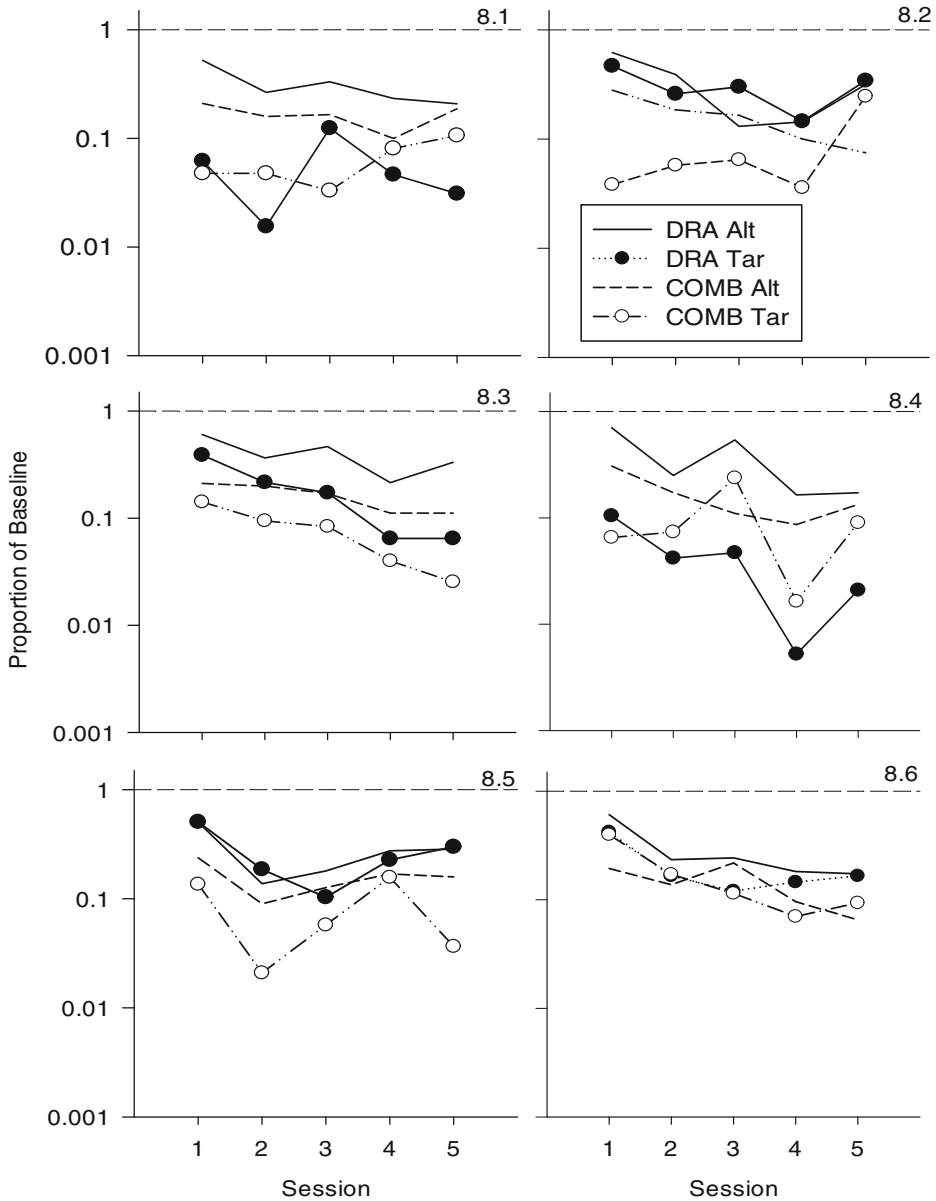 8.1
8.2
1
0.1
0.01
0.001
DRA Alt
DRA Tar
COMB Alt
COMB Tar
8.3
8.4
1
0.1
0.01
0.001
Proportion of Baseline
8.5
8.6
1
0.1
0.01
0.001
1 2 3 4 5
1 2 3 4 5
Session
Session